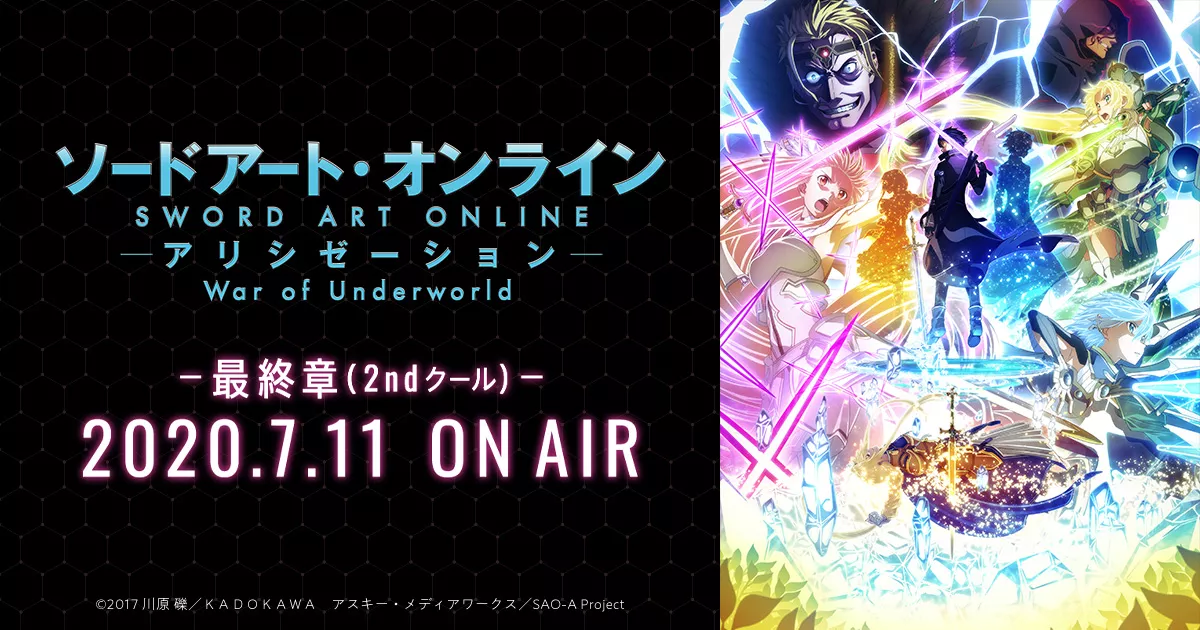 ソードアート・オンライン
SWORD ART ONLINE
―アリシゼーション―
War of Underworld
－最終章(2ndクール)－
2020.7.11 ON AIR
©2017 川原 礫／ＫＡＤＯＫＡＷＡ　アスキー・メディアワークス／SAO-A Project